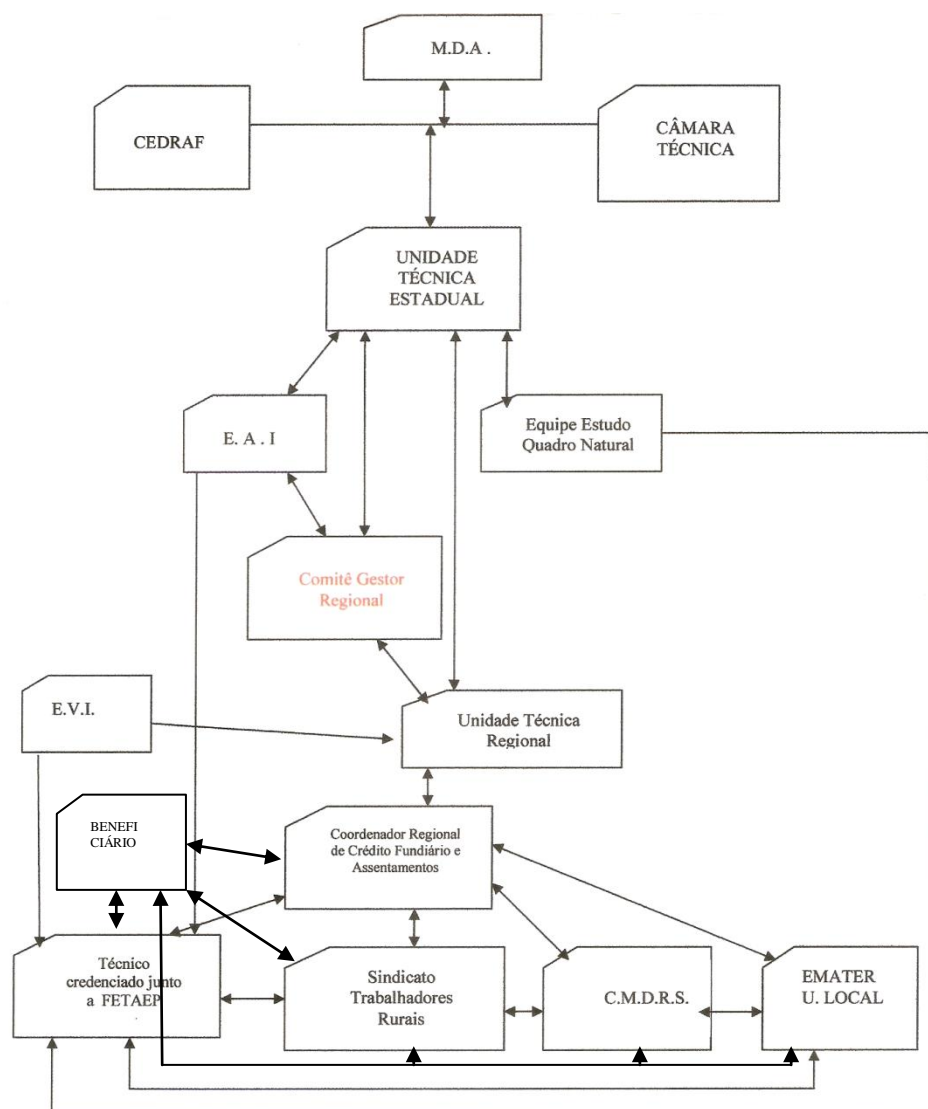 M.D.A .
CEDRAF
CÂMARA
TÉCNICA
UNIDADE
TÉCNICA
ESTADUAL
E. A . I
Equipe Estudo
Quadro Natural
Comitê Gestor
Regional
E.V.I.
Unidade Técnica
Regional
BENEFI
CIÁRIO
Coordenador Regional
de Crédito Fundiário e
Assentamentos
Técnico
credenciado junto
a FETAEP
Sindicato
Trabalhadores
Rurais
C.M.D.R.S.
EMATER
U. LOCAL